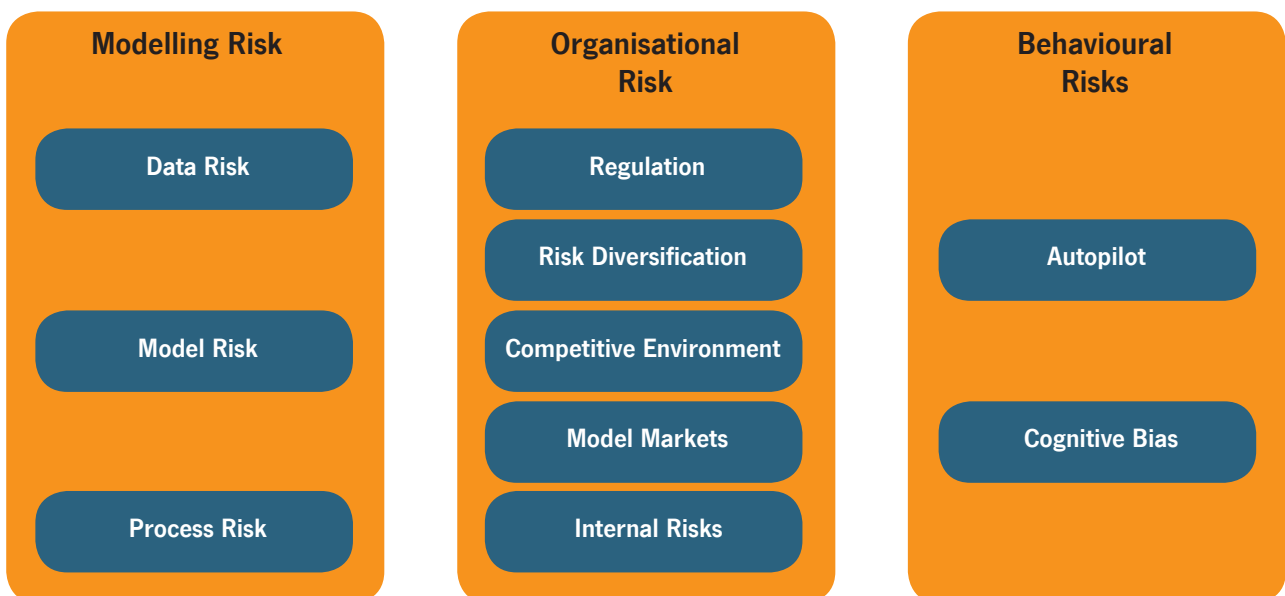 Modelling Risk
Data Risk
Model Risk
Process Risk
Organisational
Risk
Regulation
Risk Diversification
Competitive Environment
Model Markets
Internal Risks
Behavioural
Risks
Autopilot
Cognitive Bias